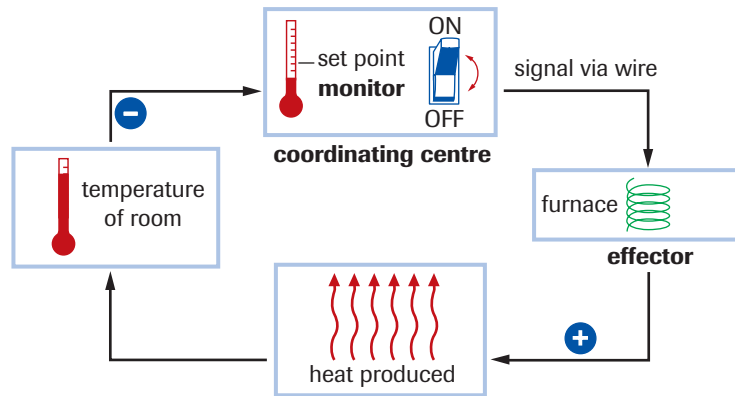 ON
set point
monitor
OFF
coordinating centre
signal via wire
−
temperature
of room
furnace
effector
+
heat produced